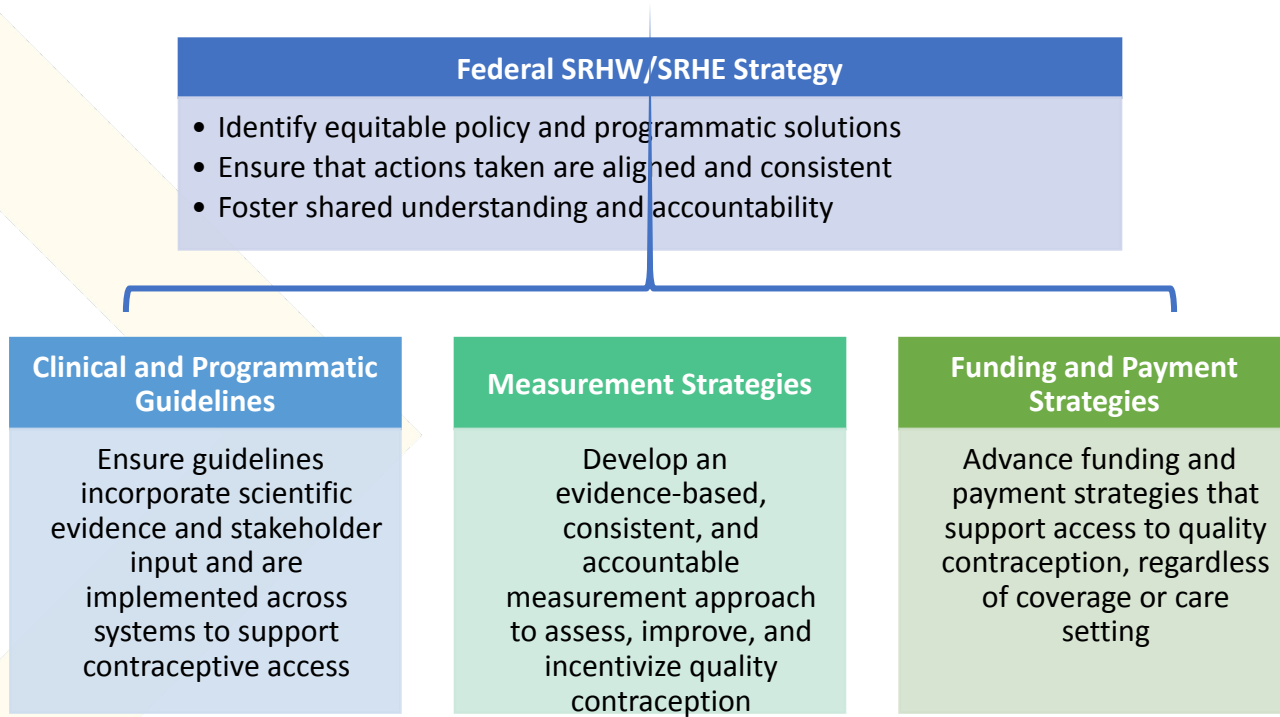 Federal SRHW/SRHE Strategy
• Identify equitable policy and programmatic solutions
• Ensure that actions taken are aligned and consistent
• Foster shared understanding and accountability
Clinical and Programmatic
Guidelines
Ensure guidelines
incorporate scientific
evidence and stakeholder
input and are
implemented across
systems to support
contraceptive access
Measurement Strategies
Develop an
evidence-based,
consistent, and
accountable
measurement approach
to assess, improve, and
incentivize quality
contraception
Funding and Payment
Strategies
Advance funding and
payment strategies that
support access to quality
contraception, regardless
of coverage or care
setting